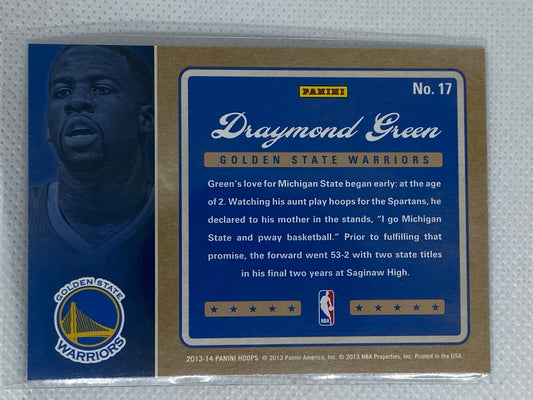 PANINI
No. 17
Draymond Green
GOLDEN STATE WARRIORS
Green's love for Michigan State began early: at the age
of 2. Watching his aunt play hoops for the Spartans, he
declared to his mother in the stands, "I go Michigan
State and pway basketball." Prior to fulfilling that
promise, the forward went 53-2 with two state titles
in his final two years at Saginaw High.
NBA
GOLDEN STATE
WARRIORS
2013-14 PANINI HOOPS © 2013 Panini America, Inc. © 2013 NBA Properties, Inc. Printed in the USA.